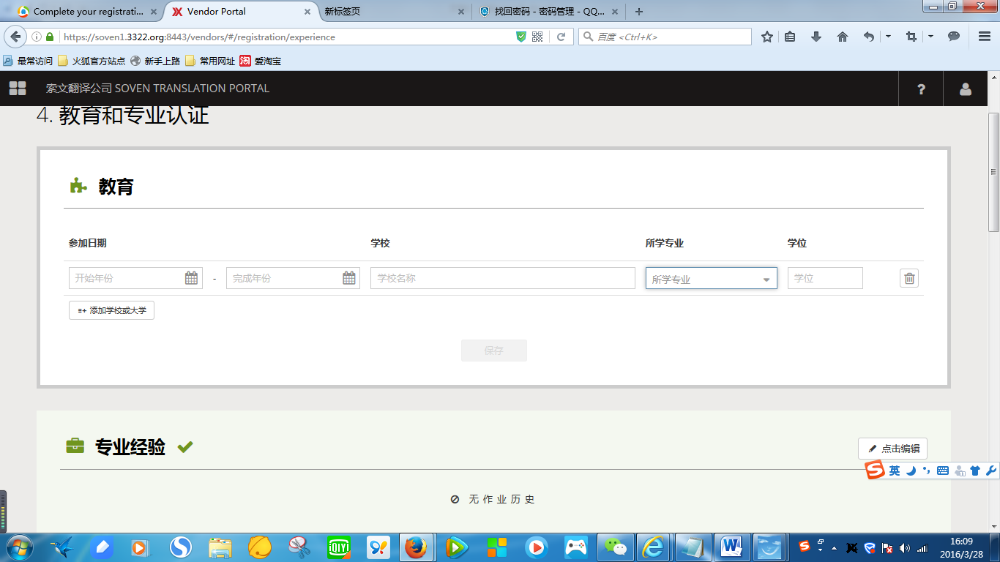 Complete your registrati...
Vendor Portal
新标签页
找回密码 - 密码管理 - QQ...
https://soven1.3322.org:8443/vendors/#/registration/experience
百度 <Ctrl+K>
最常访问
火狐官方站点
新手上路
常用网址
淘
爱淘宝
索文翻译公司 SOVEN TRANSLATION PORTAL
?
4. 教育和专业认证
教育
参加日期
学校
所学专业
学位
开始年份
-
完成年份
学校名称
所学专业
学位
添加学校或大学
保存
专业经验
点击编辑
S 英
无作业历史
QIYI
W
16:09
2016/3/28